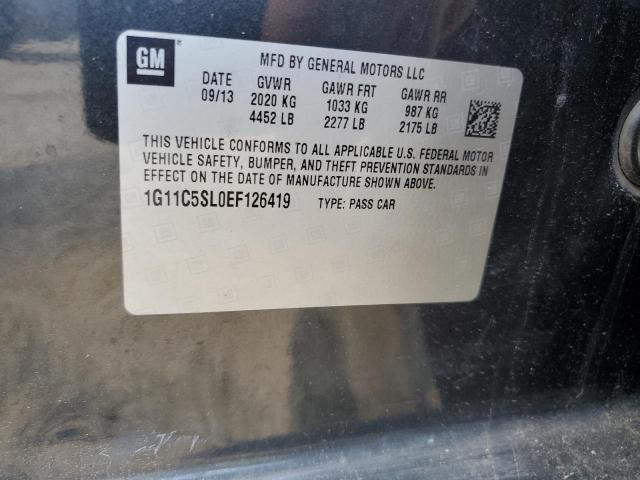 GM
MFD BY GENERAL MOTORS LLC
DATE GVWR GAWR FRT GAWR RR
09/13 2020 KG 1033 KG 987 KG
4452 LB 2277 LB 2175 LB
THIS VEHICLE CONFORMS TO ALL APPLICABLE U.S. FEDERAL MOTOR
VEHICLE SAFETY, BUMPER, AND THEFT PREVENTION STANDARDS IN
EFFECT ON THE DATE OF MANUFACTURE SHOWN ABOVE.
1G11C5SL0EF126419 TYPE: PASS CAR